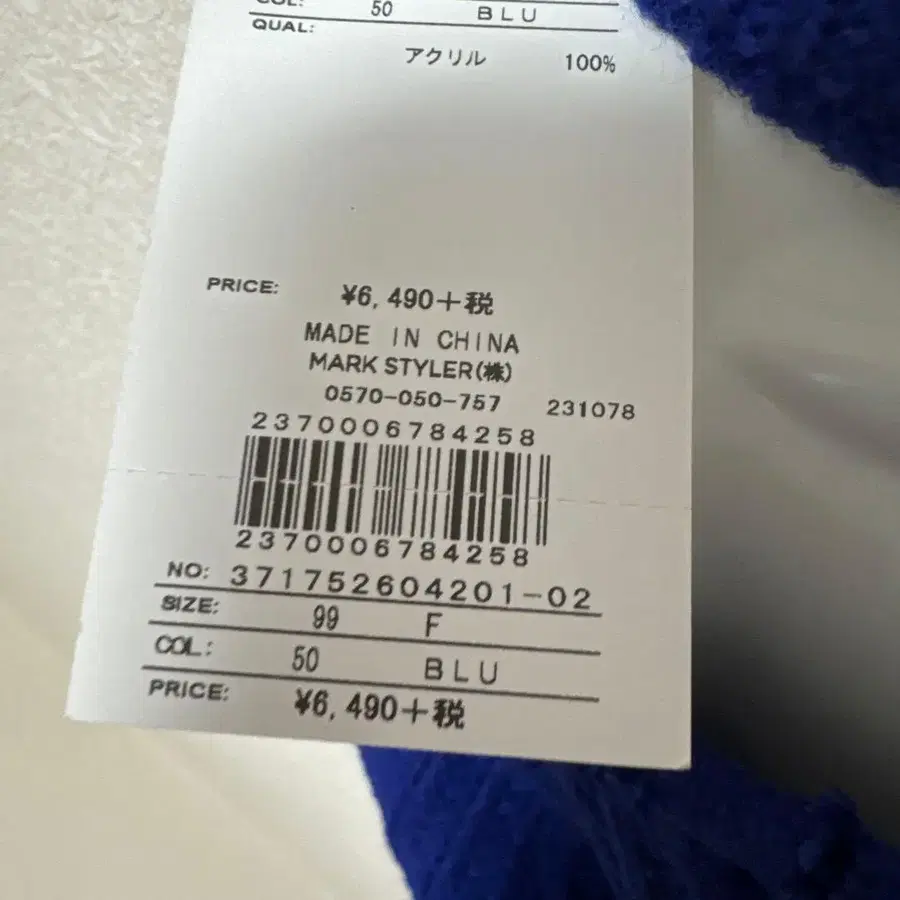 COL: 50 BLU
QUAL:
アクリル 100%
PRICE: ¥6,490+税
MADE IN CHINA
MARK STYLER(株)
0570-050-757 231078
2370006784258
2370006784258
NO: 371752604201-02
SIZE: 99 F
COL: 50 BLU
PRICE: ¥6,490+税